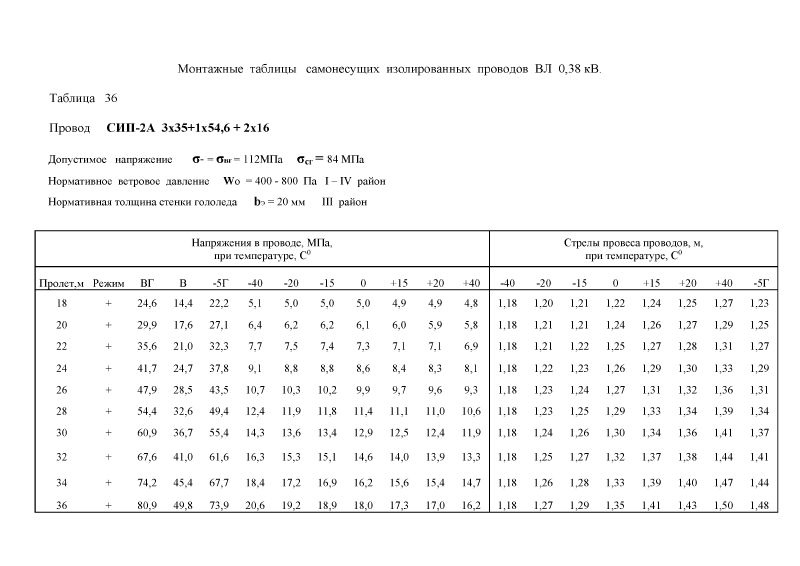 Монтажные таблицы самонесущих изолированных проводов ВЛ 0,38 кВ.
Таблица 36
Провод СИП-2А 3х35+1х54,6 + 2х16
Допустимое напряжение σ- = σвг = 112МПа σсг = 84 МПа
Нормативное ветровое давление Wo = 400 - 800 Па I – IV район
Нормативная толщина стенки гололеда bэ = 20 мм III район
Напряжения в проводе, МПа, Стрелы провеса проводов, м,
при температуре, С⁰ при температуре, С⁰
Пролет,м Режим ВГ В -5Г -40 -20 -15 0 +15 +20 +40 -40 -20 -15 0 +15 +20 +40 -5Г
18 + 24,6 14,4 22,2 5,1 5,0 5,0 5,0 4,9 4,9 4,8 1,18 1,20 1,21 1,22 1,24 1,25 1,27 1,23
20 + 29,9 17,6 27,1 6,4 6,2 6,2 6,1 6,0 5,9 5,8 1,18 1,21 1,21 1,24 1,26 1,27 1,29 1,25
22 + 35,6 21,0 32,3 7,7 7,5 7,4 7,3 7,1 7,1 6,9 1,18 1,21 1,22 1,25 1,27 1,28 1,31 1,27
24 + 41,7 24,7 37,8 9,1 8,8 8,8 8,6 8,4 8,3 8,1 1,18 1,22 1,23 1,26 1,29 1,30 1,33 1,29
26 + 47,9 28,5 43,5 10,7 10,3 10,2 9,9 9,7 9,6 9,3 1,18 1,23 1,24 1,27 1,31 1,32 1,36 1,31
28 + 54,4 32,6 49,4 12,4 11,9 11,8 11,4 11,1 11,0 10,6 1,18 1,23 1,25 1,29 1,33 1,34 1,39 1,34
30 + 60,9 36,7 55,4 14,3 13,6 13,4 12,9 12,5 12,4 11,9 1,18 1,24 1,26 1,30 1,34 1,36 1,41 1,37
32 + 67,6 41,0 61,6 16,3 15,3 15,1 14,6 14,0 13,9 13,3 1,18 1,25 1,27 1,32 1,37 1,38 1,44 1,41
34 + 74,2 45,4 67,7 18,4 17,2 16,9 16,2 15,6 15,4 14,7 1,18 1,26 1,28 1,33 1,39 1,40 1,47 1,44
36 + 80,9 49,8 73,9 20,6 19,2 18,9 18,0 17,3 17,0 16,2 1,18 1,27 1,29 1,35 1,41 1,43 1,50 1,48